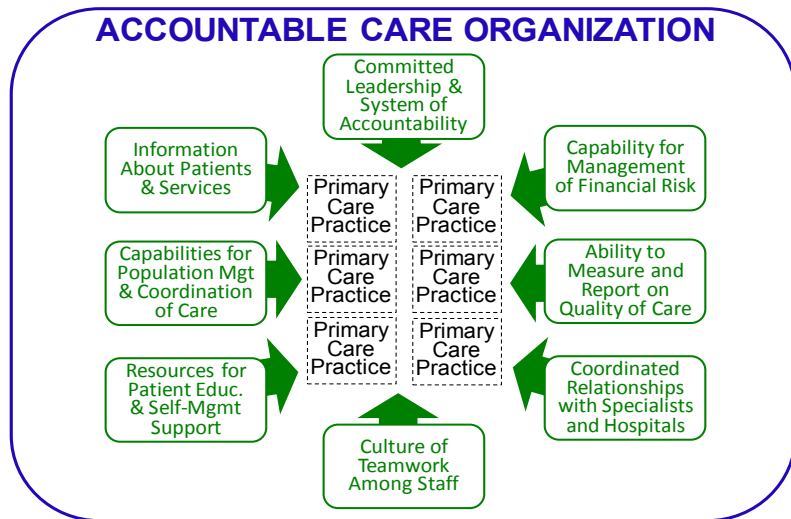 ACCOUNTABLE CARE ORGANIZATION
Committed
Leadership &
System of
Accountability
Information
About Patients
& Services
Capability for
Management
of Financial Risk
Primary
Care
Practice
Primary
Care
Practice
Capabilities for
Population Mgt
& Coordination
of Care
Primary
Care
Practice
Primary
Care
Practice
Ability to
Measure and
Report on
Quality of Care
Resources for
Patient Educ.
& Self-Mgmt
Support
Primary
Care
Practice
Primary
Care
Practice
Coordinated
Relationships
with Specialists
and Hospitals
Culture of
Teamwork
Among Staff